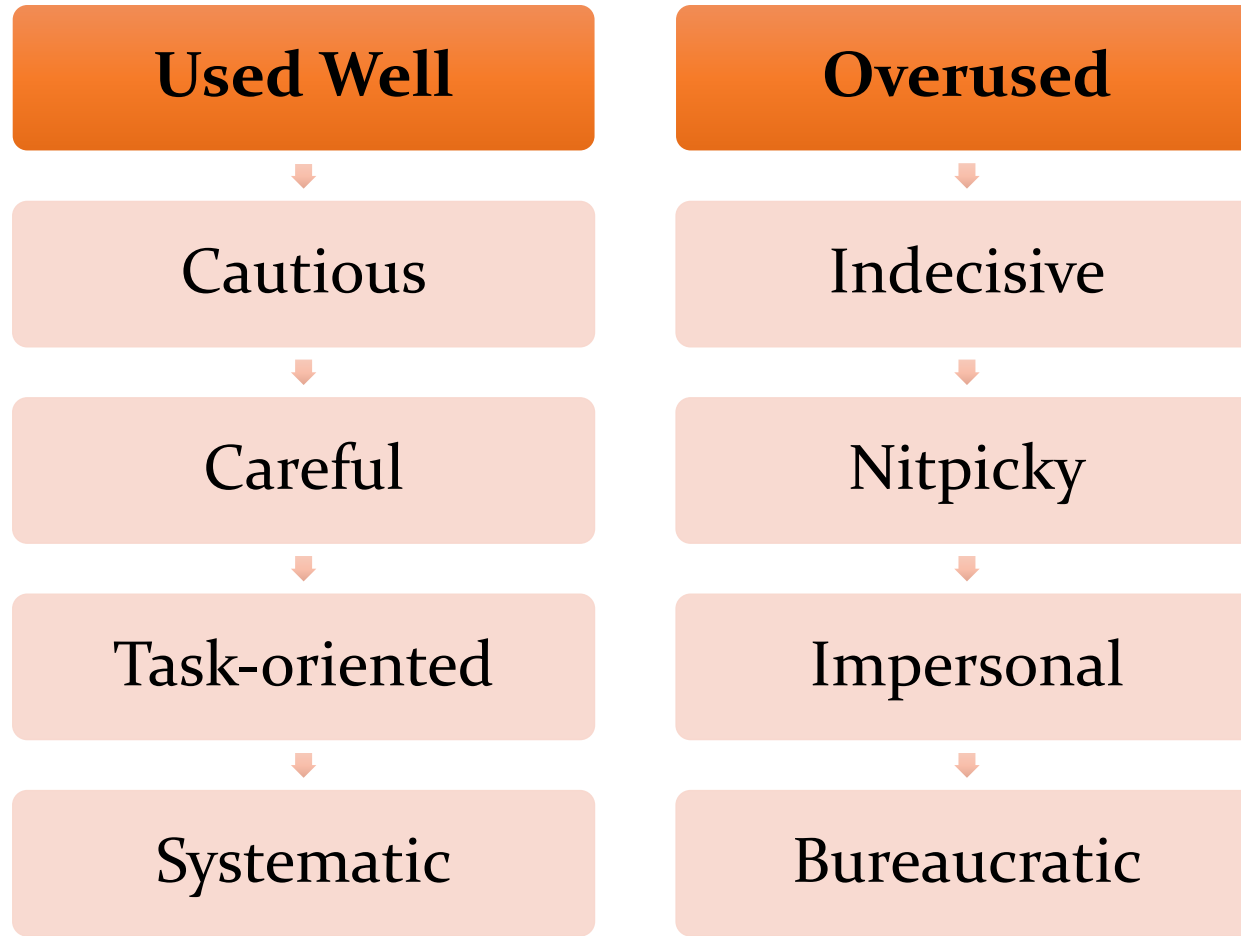 Used Well
Cautious
Careful
Task-oriented
Systematic
Overused
Indecisive
Nitpicky
Impersonal
Bureaucratic